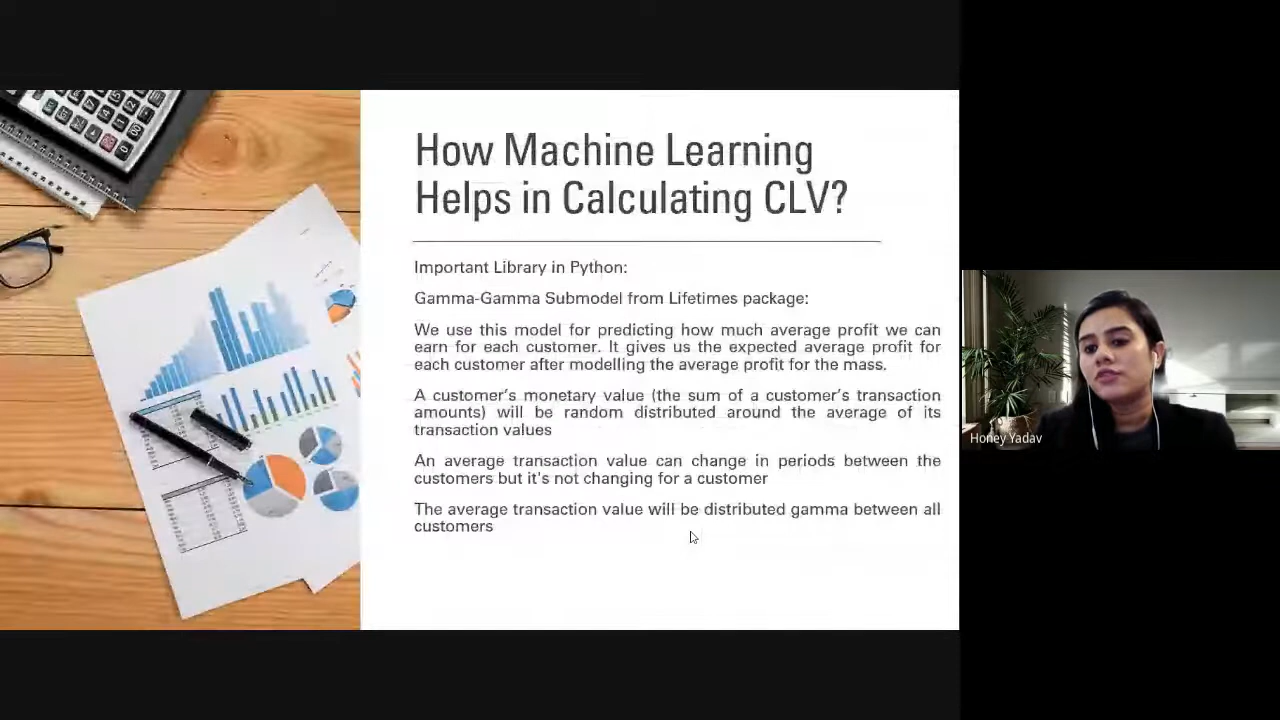 How Machine Learning
Helps in Calculating CLV?
Important Library in Python:
Gamma-Gamma Submodel from Lifetimes package:
We use this model for predicting how much average profit we can
earn for each customer. It gives us the expected average profit for
each customer after modelling the average profit for the mass.
A customer's monetary value (the sum of a customer's transaction
amounts) will be random distributed around the average of its
transaction values
An average transaction value can change in periods between the
customers but it's not changing for a customer
The average transaction value will be distributed gamma between all
customers
Honey Yadav